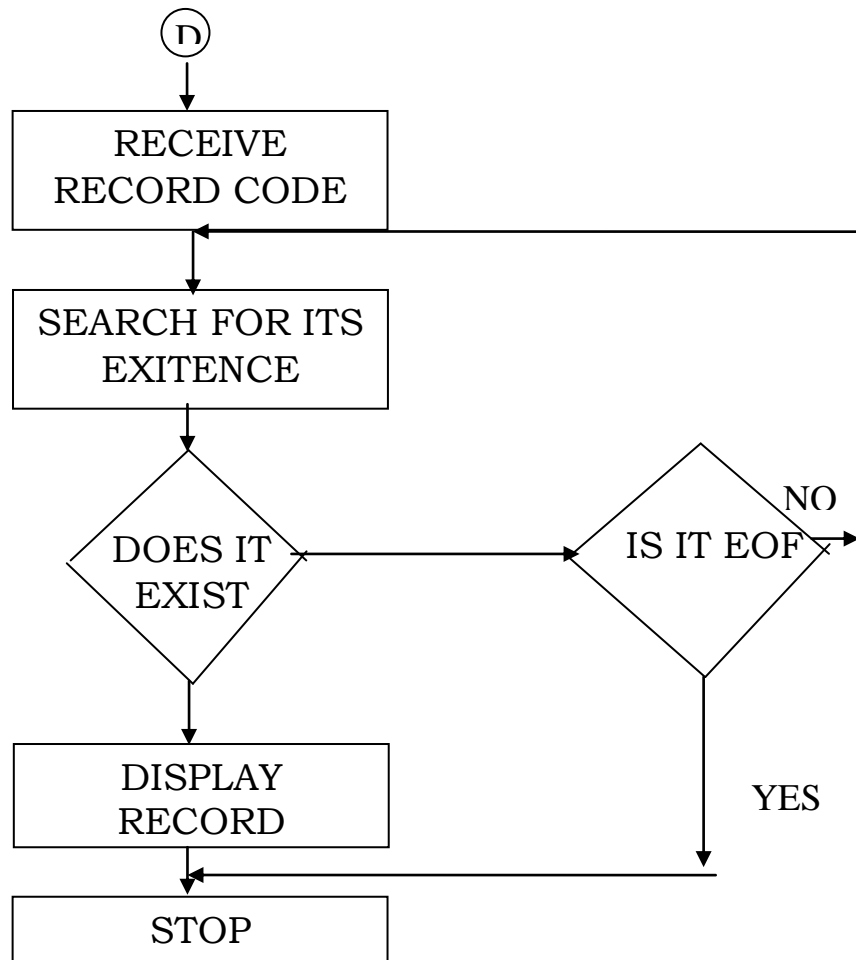 D
RECEIVE
RECORD CODE
SEARCH FOR ITS
EXITENCE
DOES IT
EXIST
NO
IS IT EOF
DISPLAY
RECORD
YES
STOP